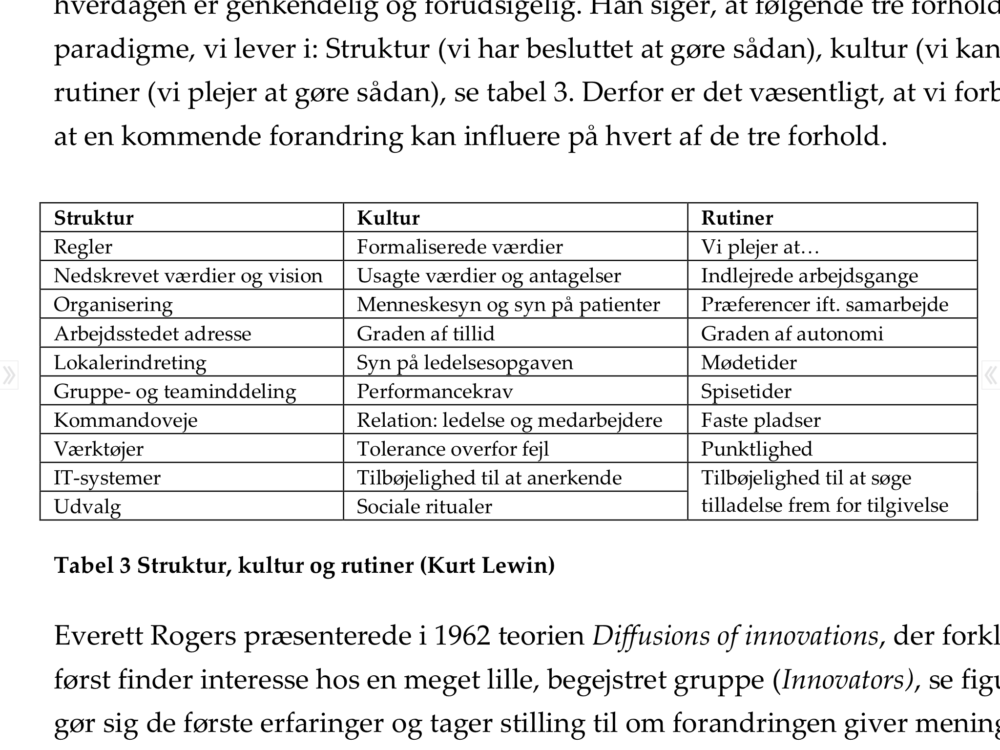 hverdagen er genkendelig og forudsigelig. Han siger, at følgende tre forhold
paradigme, vi lever i: Struktur (vi har besluttet at gøre sådan), kultur (vi kan
rutiner (vi plejer at gøre sådan), se tabel 3. Derfor er det væsentligt, at vi forb
at en kommende forandring kan influere på hvert af de tre forhold.
Struktur Kultur Rutiner
Regler Formaliserede værdier Vi plejer at…
Nedskrevet værdier og vision Usagte værdier og antagelser Indlejrede arbejdsgange
Organisering Menneskesyn og syn på patienter Præferencer ift. samarbejde
Arbejdsstedet adresse Graden af tillid Graden af autonomi
Lokalerindreting Syn på ledelsesopgaven Mødetider
Gruppe- og teaminddeling Performancekrav Spisetider
Kommandoveje Relation: ledelse og medarbejdere Faste pladser
Værktøjer Tolerance overfor fejl Punktlighed
IT-systemer Tilbøjelighed til at anerkende Tilbøjelighed til at søge
Udvalg Sociale ritualer tilladelse frem for tilgivelse
Tabel 3 Struktur, kultur og rutiner (Kurt Lewin)
Everett Rogers præsenterede i 1962 teorien Diffusions of innovations, der forkl
først finder interesse hos en meget lille, begejstret gruppe (Innovators), se figu
gør sig de første erfaringer og tager stilling til om forandringen giver mening